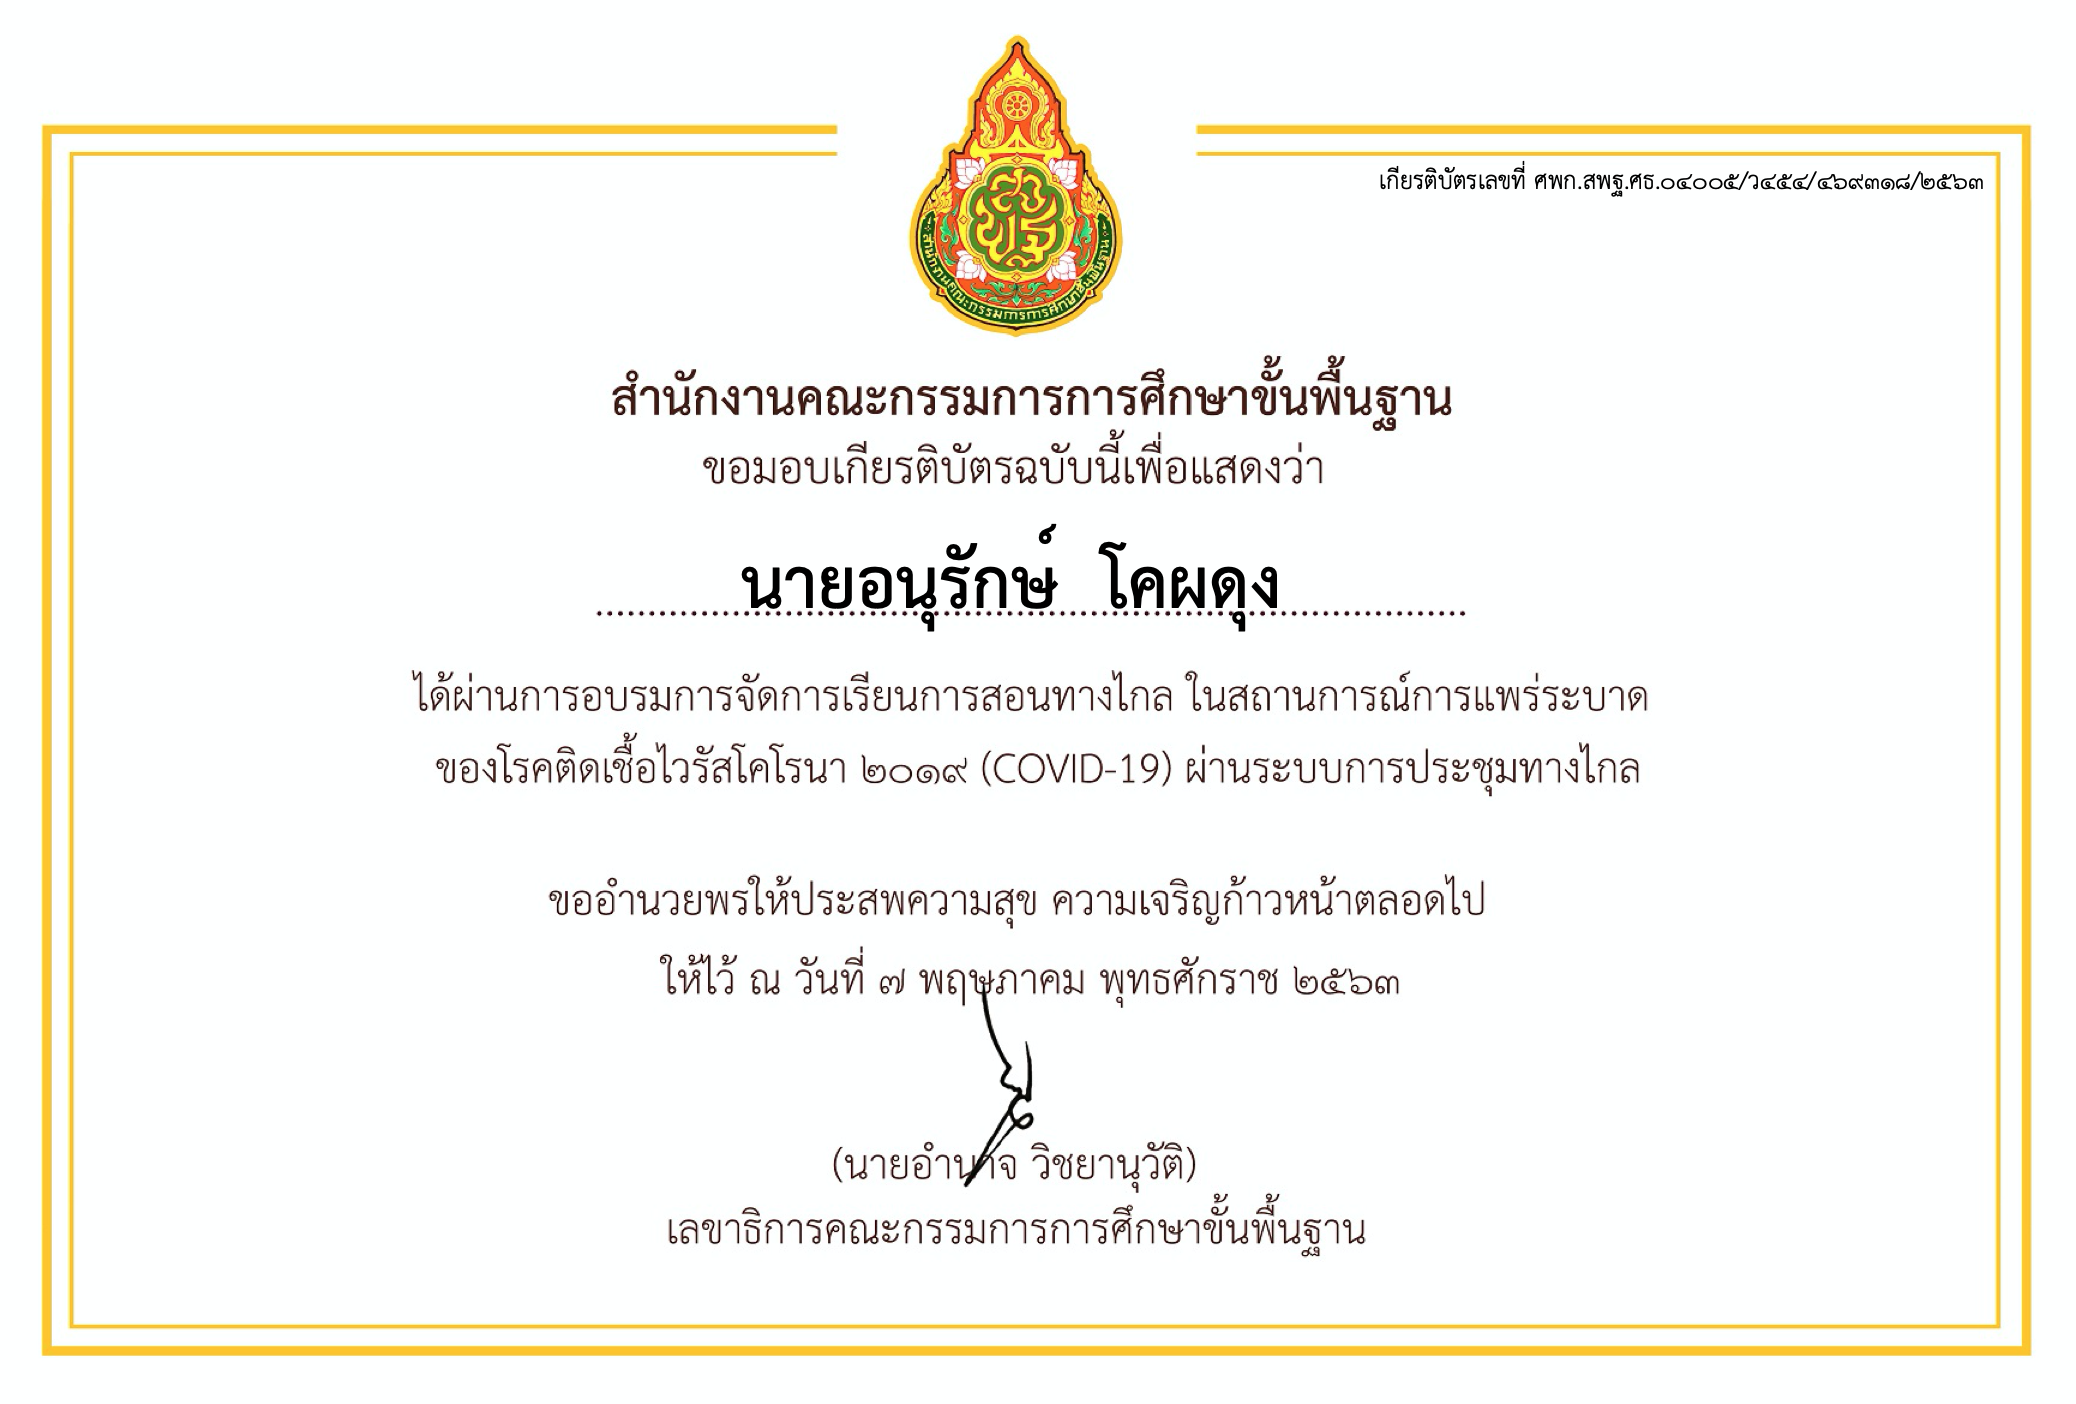 เกียรติบัตรเลขที่ ศพก.สพฐ.ศธ.๐๔๐๐๕/ว๔๕๔/๔๖๙๓๑๘/๒๕๖๓
สำนักงานคณะกรรมการการศึกษาขั้นพื้นฐาน
สำนักงานคณะกรรมการการศึกษาขั้นพื้นฐาน
ขอมอบเกียรติบัตรฉบับนี้เพื่อแสดงว่า
นายอนุรักษ์ โคผดุง
ได้ผ่านการอบรมการจัดการเรียนการสอนทางไกล ในสถานการณ์การแพร่ระบาด
ของโรคติดเชื้อไวรัสโคโรนา ๒๐๑๙ (COVID-19) ผ่านระบบการประชุมทางไกล
ขออำนวยพรให้ประสพความสุข ความเจริญก้าวหน้าตลอดไป
ให้ไว้ ณ วันที่ ๗ พฤษภาคม พุทธศักราช ๒๕๖๓
(นายอำนาจ วิชยานุวัติ)
เลขาธิการคณะกรรมการการศึกษาขั้นพื้นฐาน